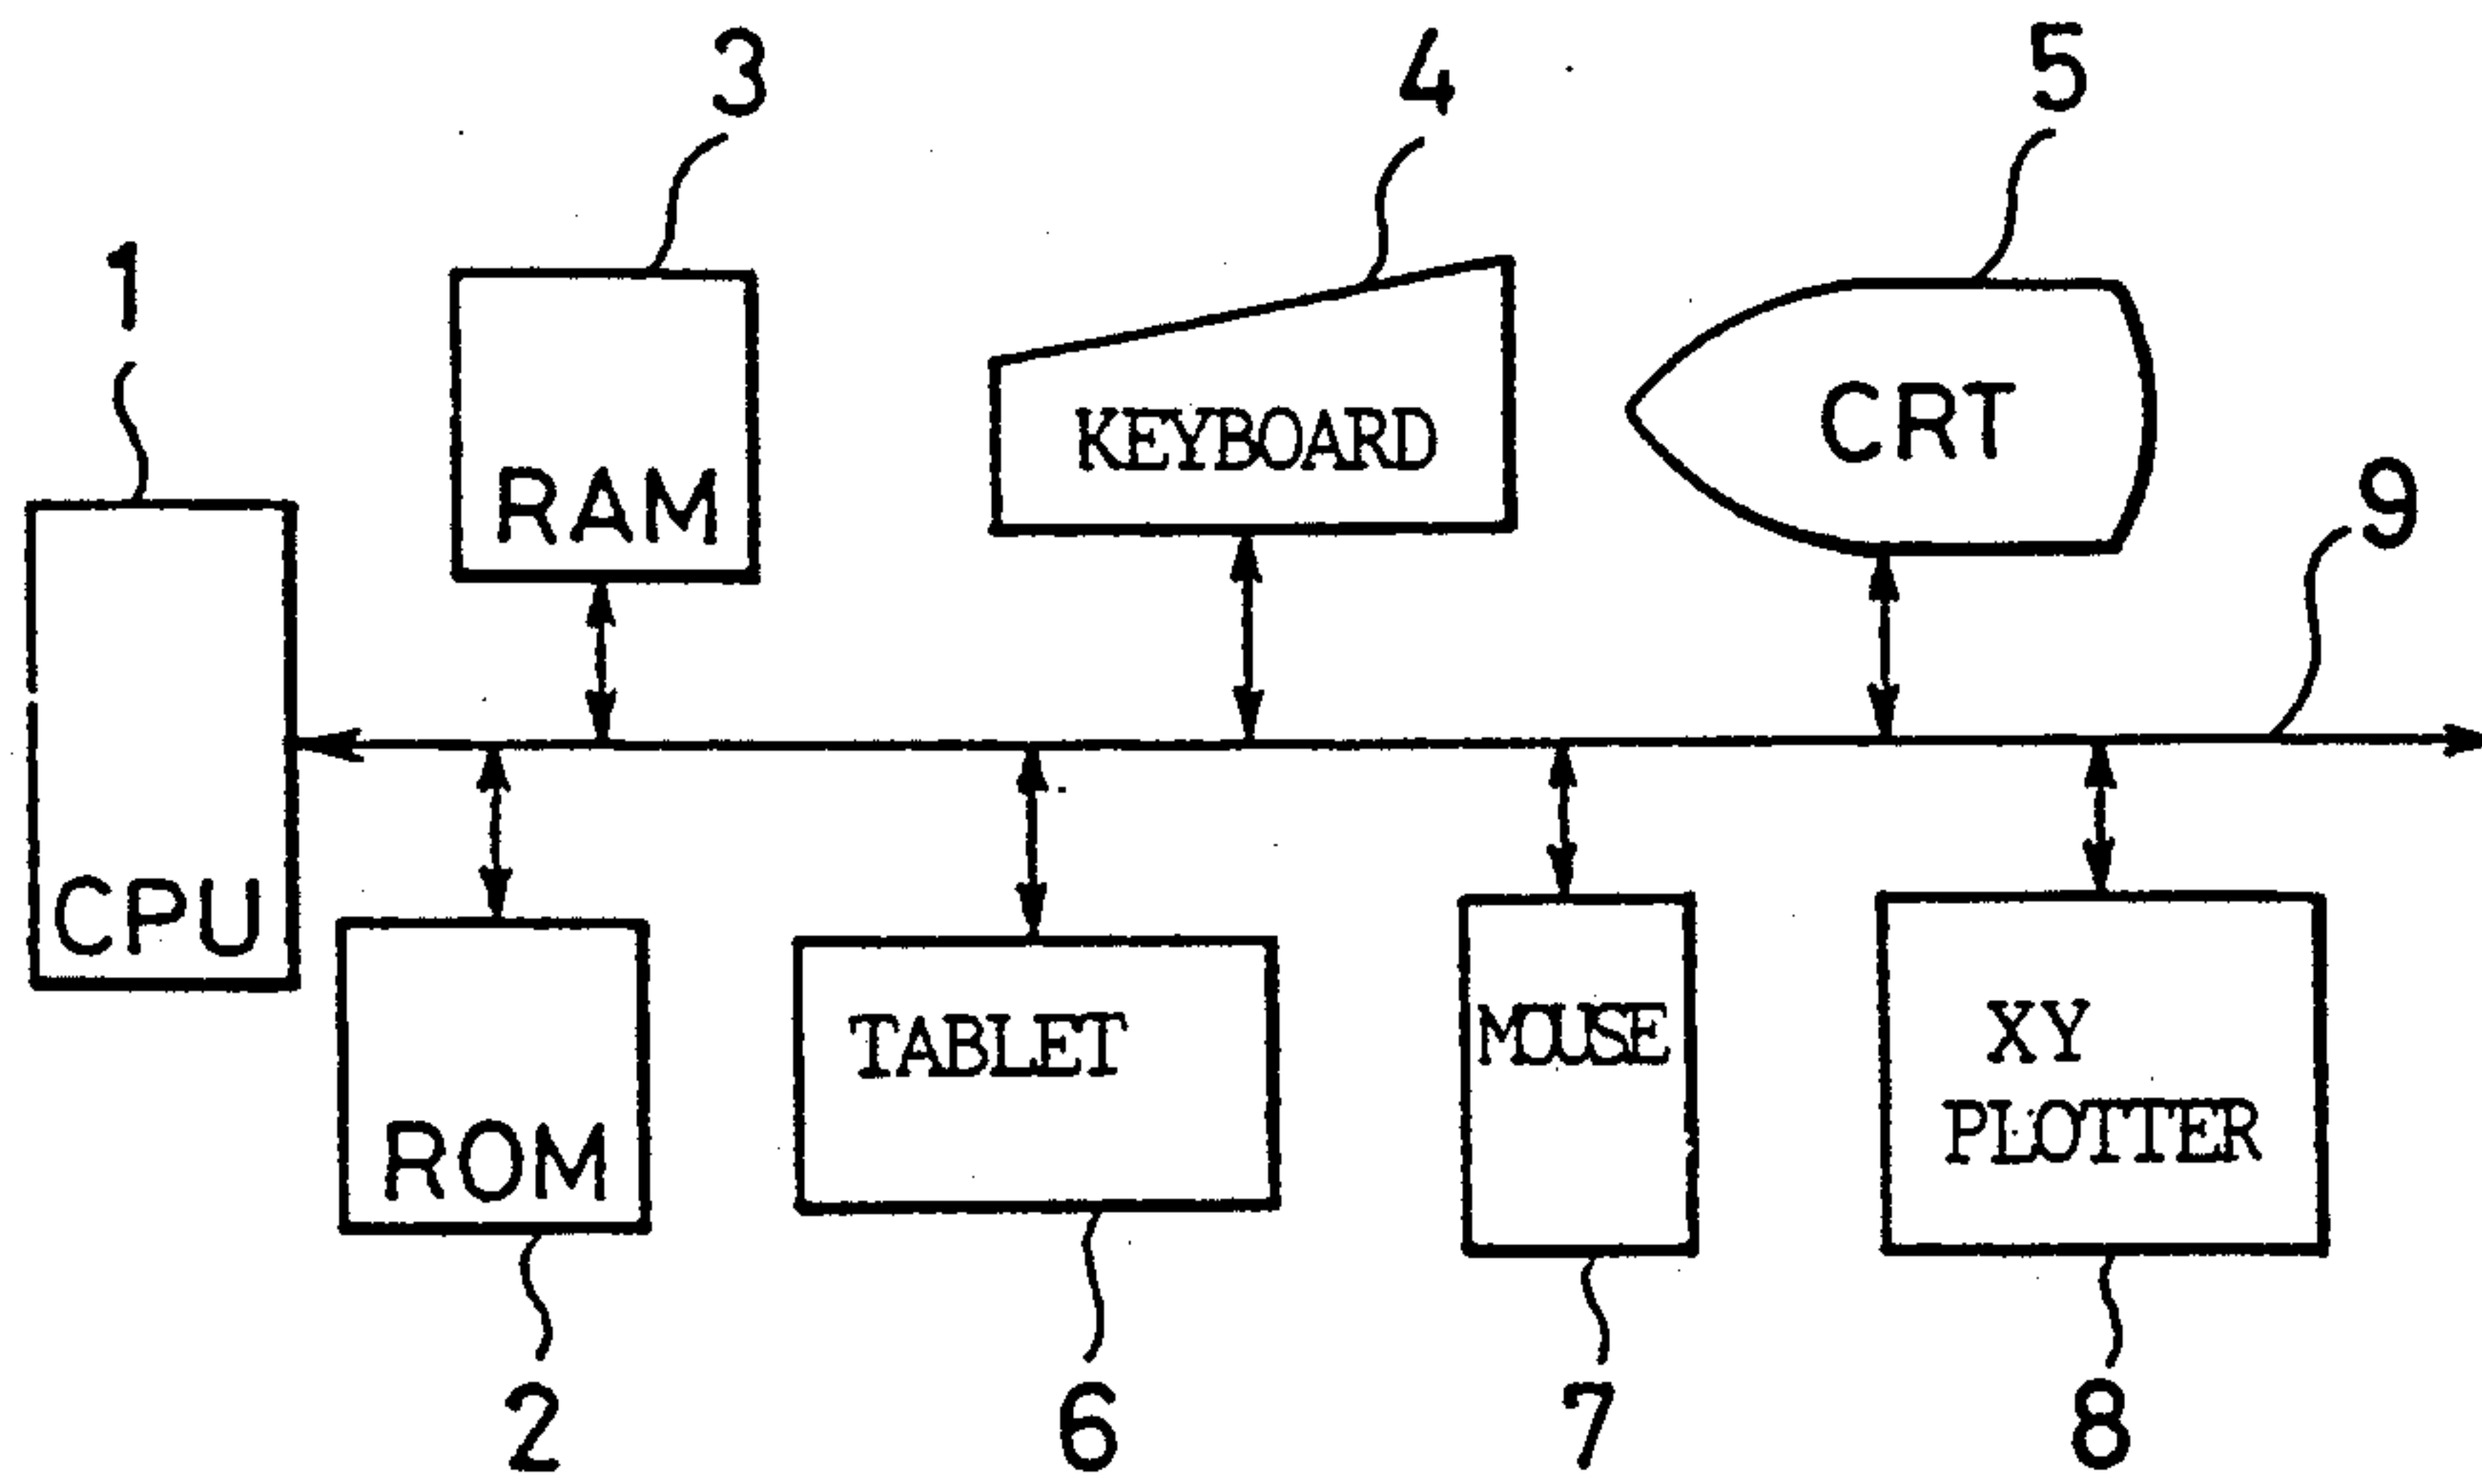 3
4
5
1
RAM
KEYBOARD
CRT
9
CPU
ROM
TABLET
MOUSE
XY
PLOTTER
2
6
7
8